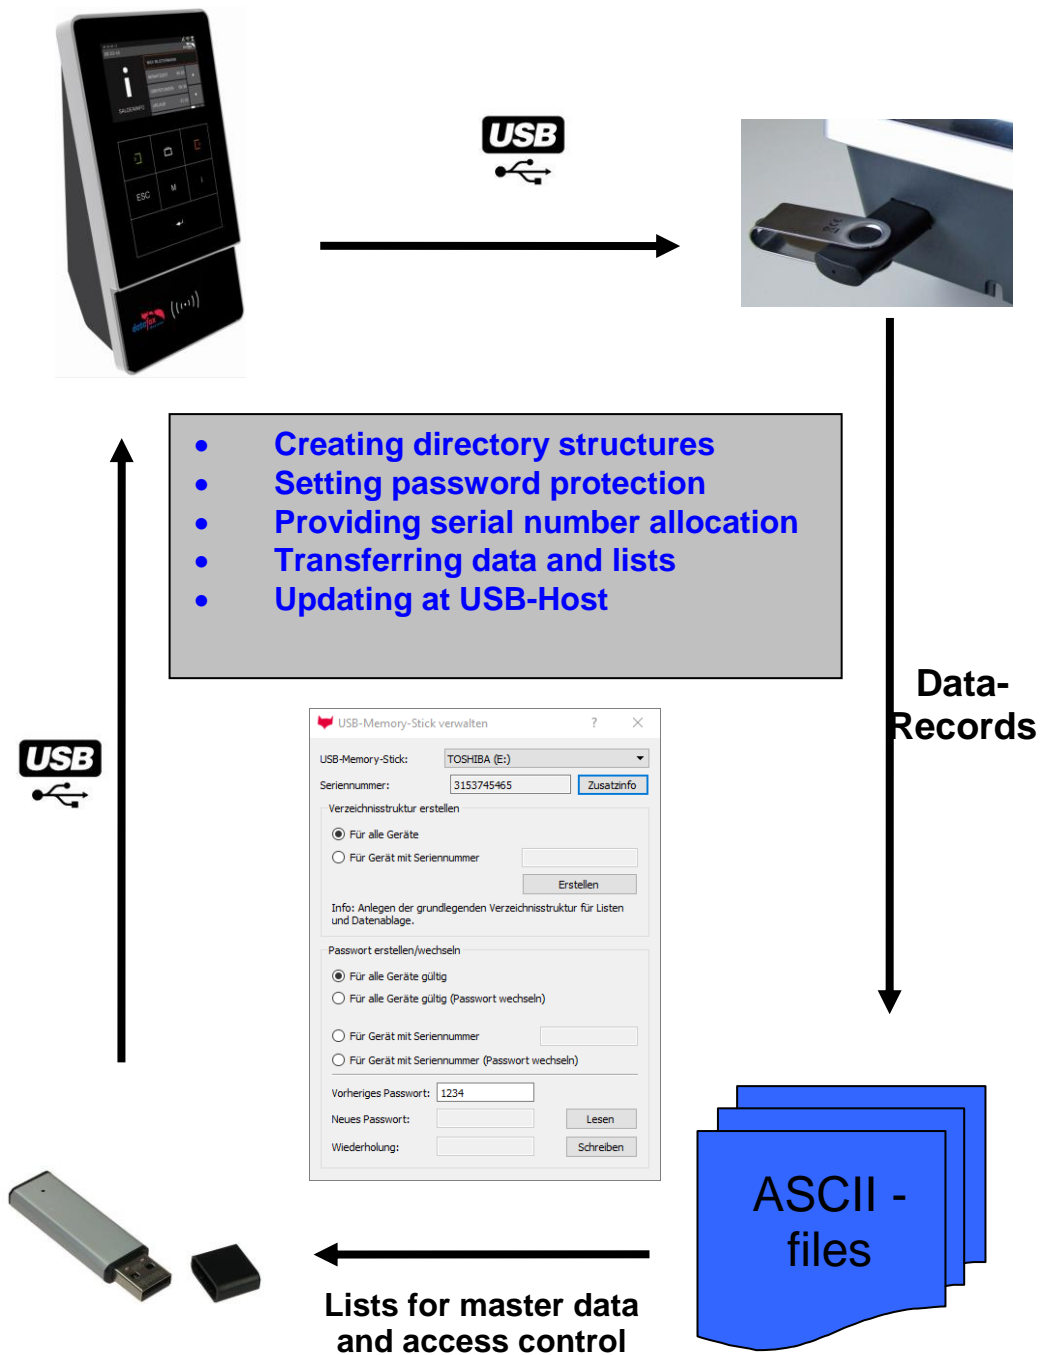 SALDENINFO
ESC
M
datafox
USB
Creating directory structures
Setting password protection
Providing serial number allocation
Transferring data and lists
Updating at USB-Host
Data-
Records
USB
USB-Memory-Stick verwalten
USB-Memory-Stick: TOSHIBA (E:)
Seriennummer: 3153745465 Zusatzinfo
Verzeichnisstruktur erstellen
Für alle Geräte
Für Gerät mit Seriennummer
Erstellen
Info: Anlegen der grundlegenden Verzeichnisstruktur für Listen
und Datenablage.
Passwort erstellen/wechseln
Für alle Geräte gültig
Für alle Geräte gültig (Passwort wechseln)
Für Gerät mit Seriennummer
Für Gerät mit Seriennummer (Passwort wechseln)
Vorheriges Passwort: 1234
Neues Passwort: Lesen
Wiederholung: Schreiben
ASCII -
files
Lists for master data
and access control